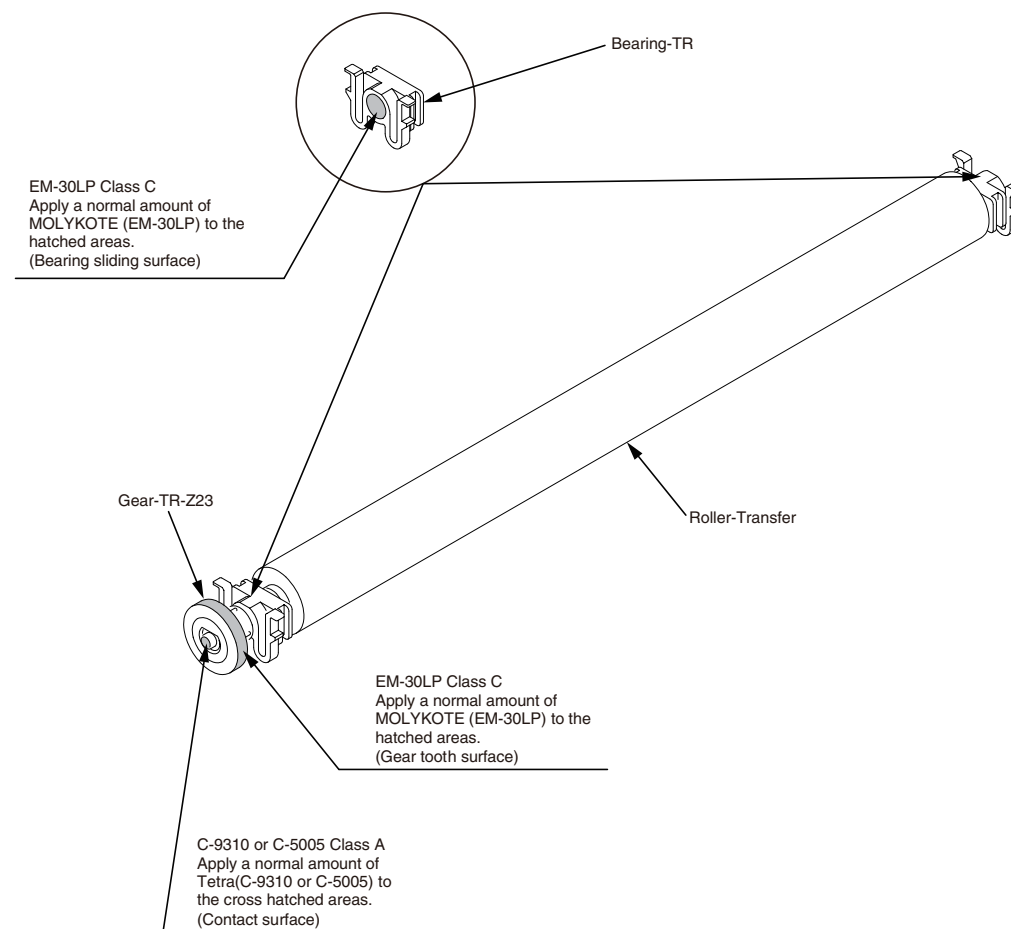 Bearing-TR
EM-30LP Class C
Apply a normal amount of
MOLYKOTE (EM-30LP) to the
hatched areas.
(Bearing sliding surface)
Gear-TR-Z23
Roller-Transfer
EM-30LP Class C
Apply a normal amount of
MOLYKOTE (EM-30LP) to the
hatched areas.
(Gear tooth surface)
C-9310 or C-5005 Class A
Apply a normal amount of
Tetra(C-9310 or C-5005) to
the cross hatched areas.
(Contact surface)